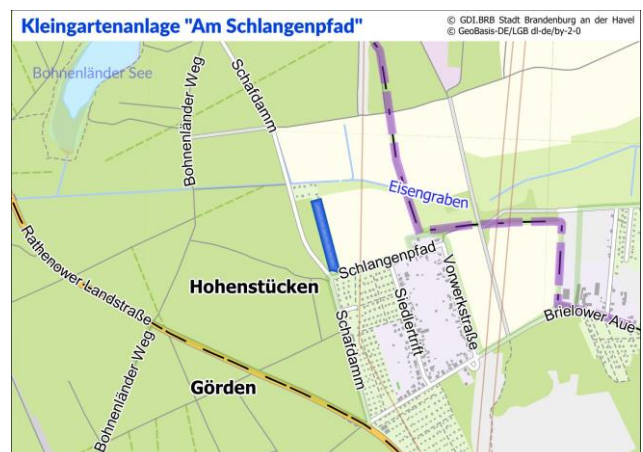 Kleingartenanlage "Am Schlangenpfad"
© GDI.BRB Stadt Brandenburg an der Havel
© GeoBasis-DE/LGB dl-de/by-2-0
Bohnenländer See
Bohnenländer-Weg
Schafdamm
Eisengraben
Rathenower-Landstraße
Hohenstücken
Schlangenpfad
Siedlertrift
Vorwerkstraße
Schafdamm
Brielower-Aue
Bohnenländer-Weg
Görden